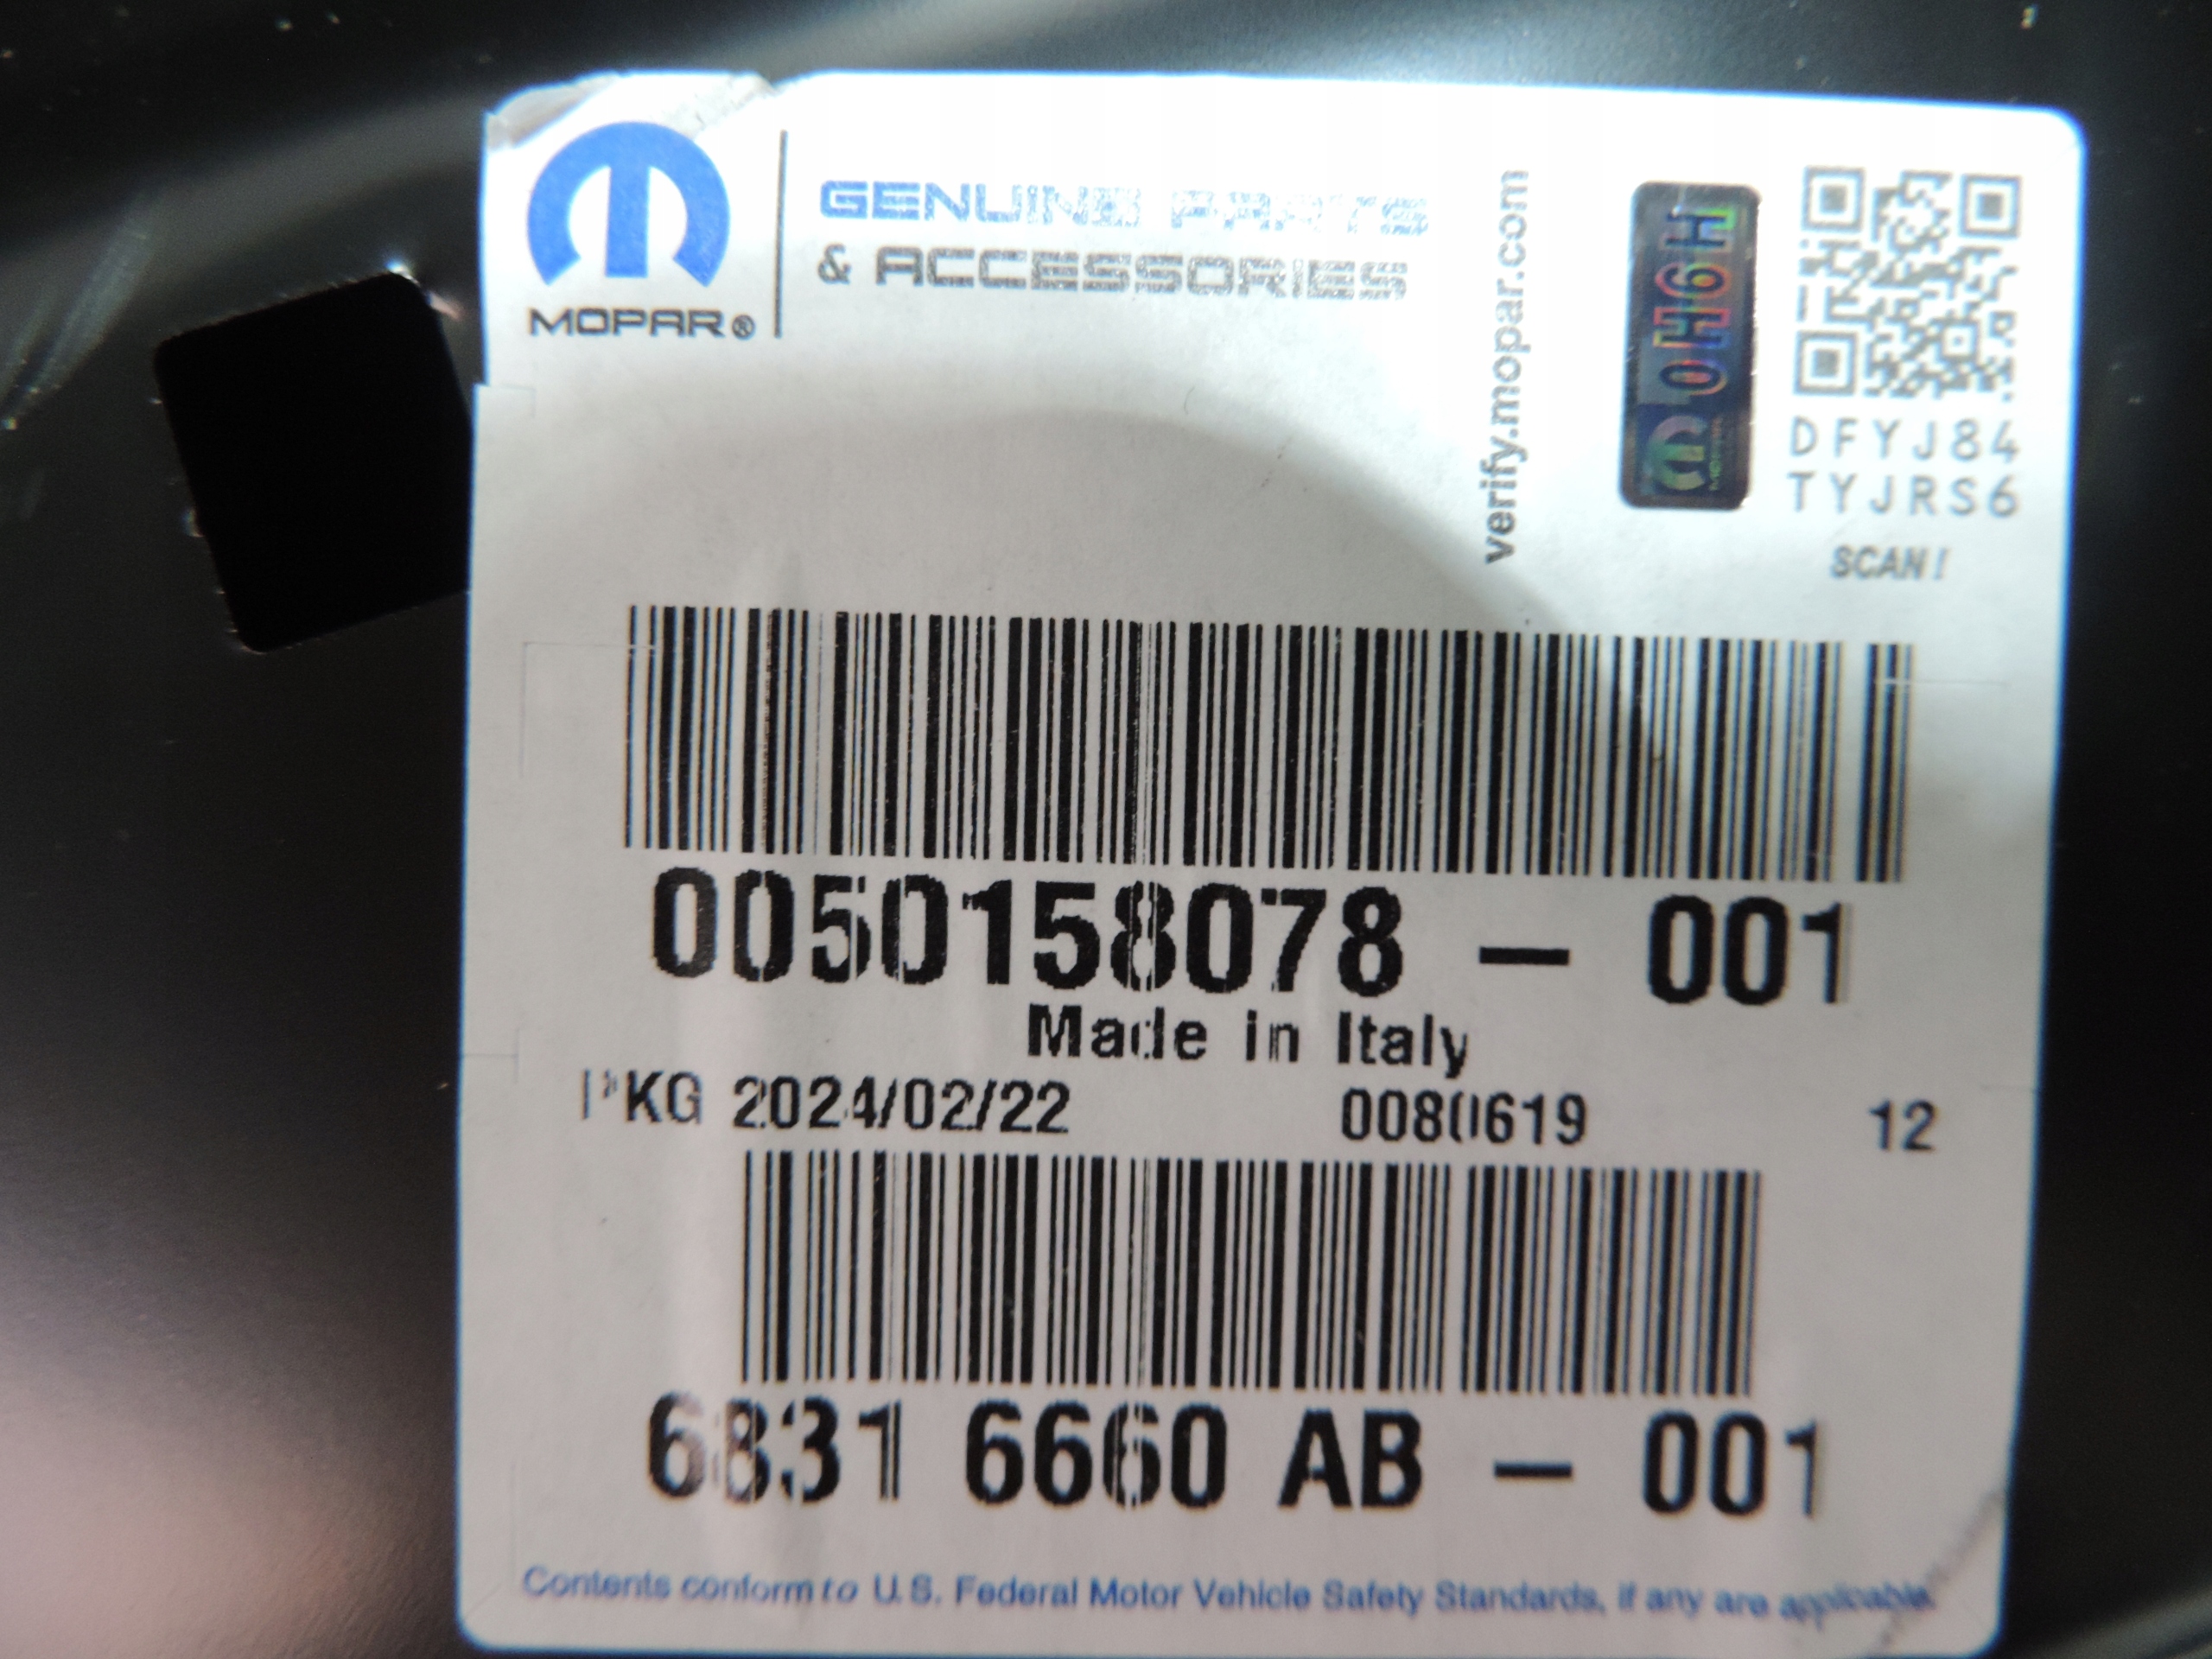 MOPAR®
GENUINE PARTS
& ACCESSORIES
verify.mopar.com
0H6H
MOPAR
DFYJ84
TYJRS6
SCAN!
0050158078 - 001
Made in Italy
PKG 2024/02/22 0080619 12
6831 6660 AB - 001
Contents conform to U.S. Federal Motor Vehicle Safety Standards, if any are applicable.